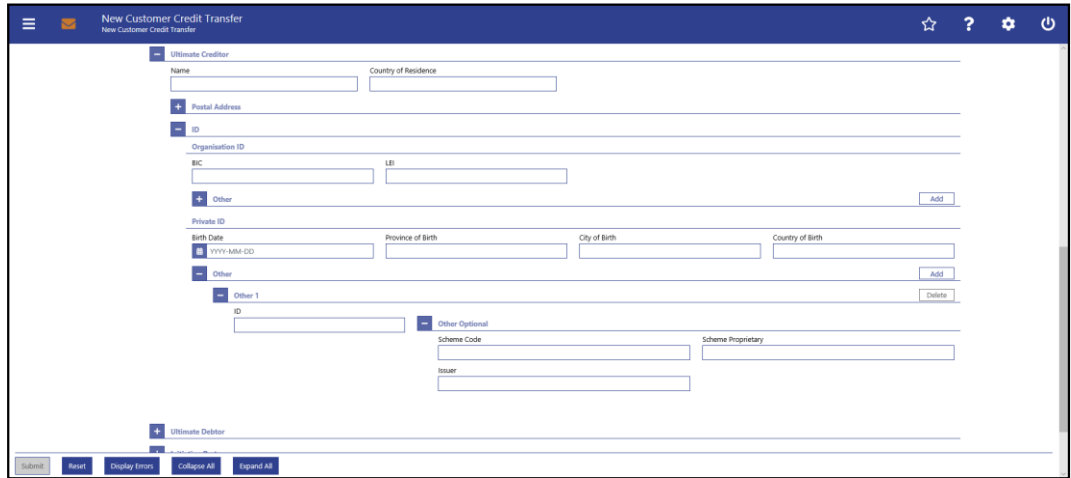 New Customer Credit Transfer
New Customer Credit Transfer
?
Ultimate Creditor
Name Country of Residence
Postal Address
ID
Organisation ID
BIC LEI
Other Add
Private ID
Birth Date Province of Birth City of Birth Country of Birth
YYYY-MM-DD
Other Add
Other 1 Delete
ID Other Optional
Scheme Code Scheme Proprietary
Issuer
Ultimate Debtor
Submit Reset Display Errors Collapse All Expand All